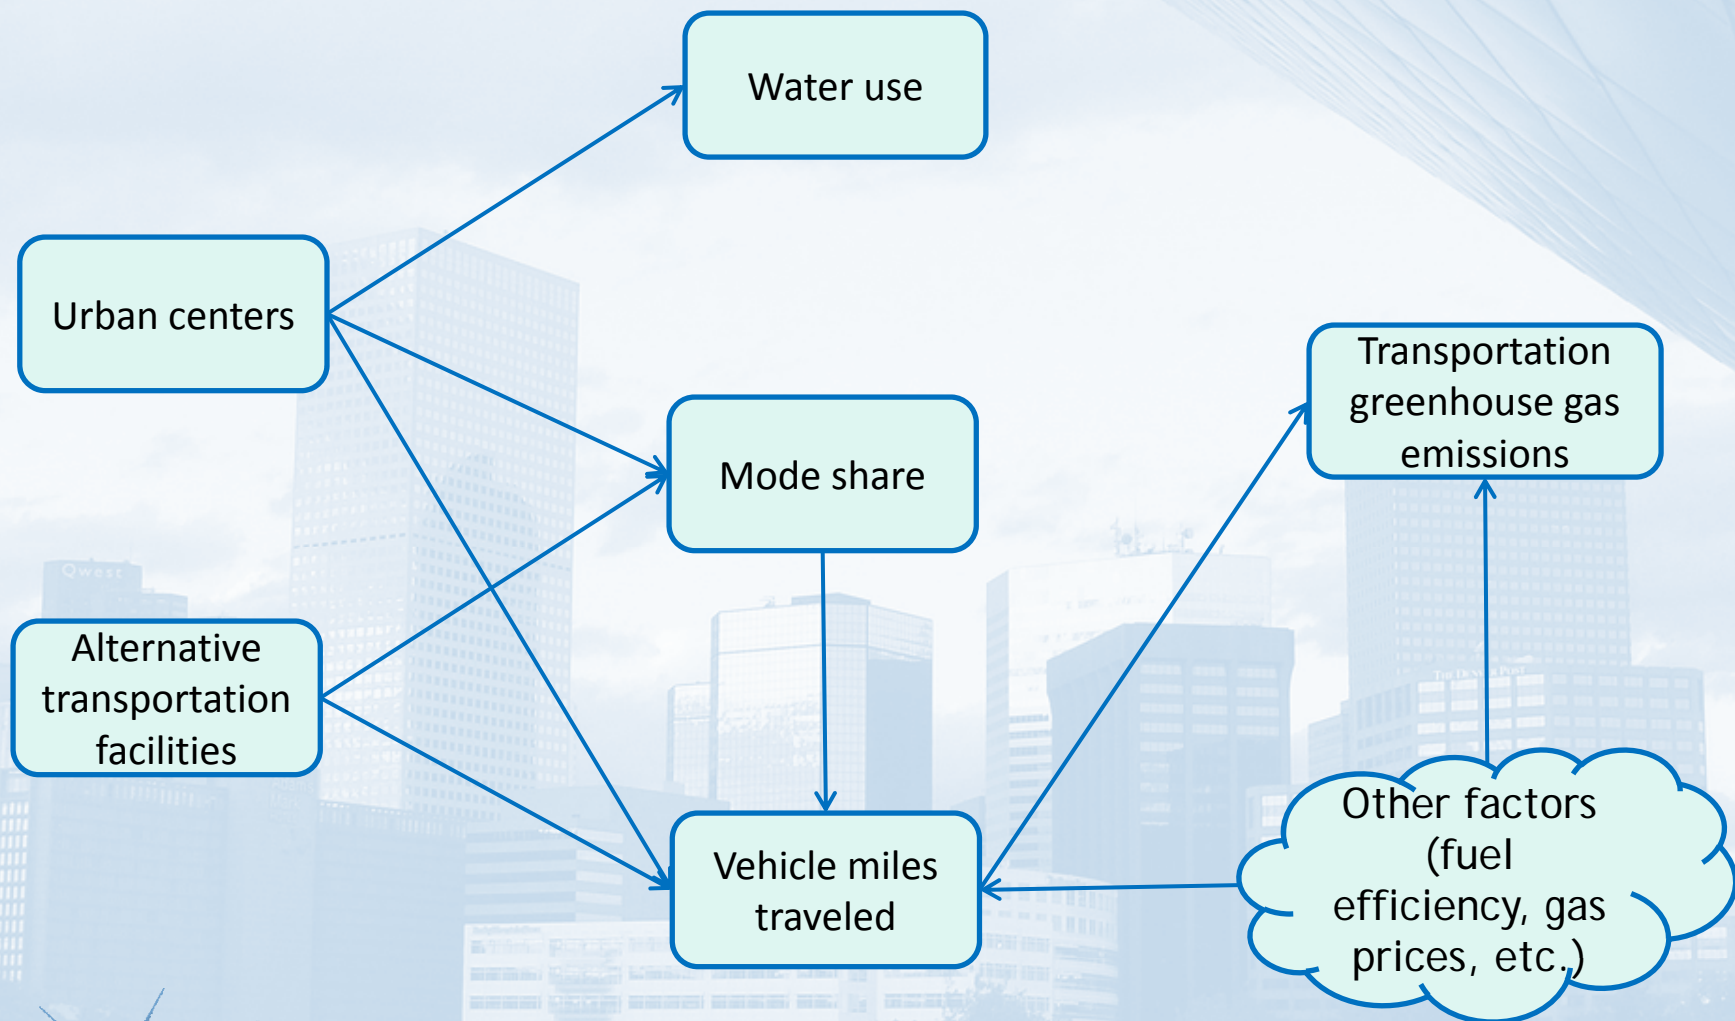 Water use
Urban centers
Transportation
greenhouse gas
emissions
Mode share
Qwest
Alternative
transportation
facilities
Other factors
(fuel
efficiency, gas
prices, etc.)
Vehicle miles
traveled